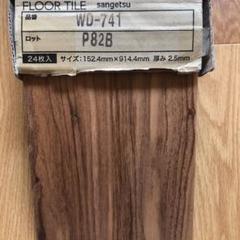 FLOOR TILE sangetsu
品番 WD-741
ロット P82B
24枚入 サイズ:152.4mm×914.4mm 厚み2.5mm